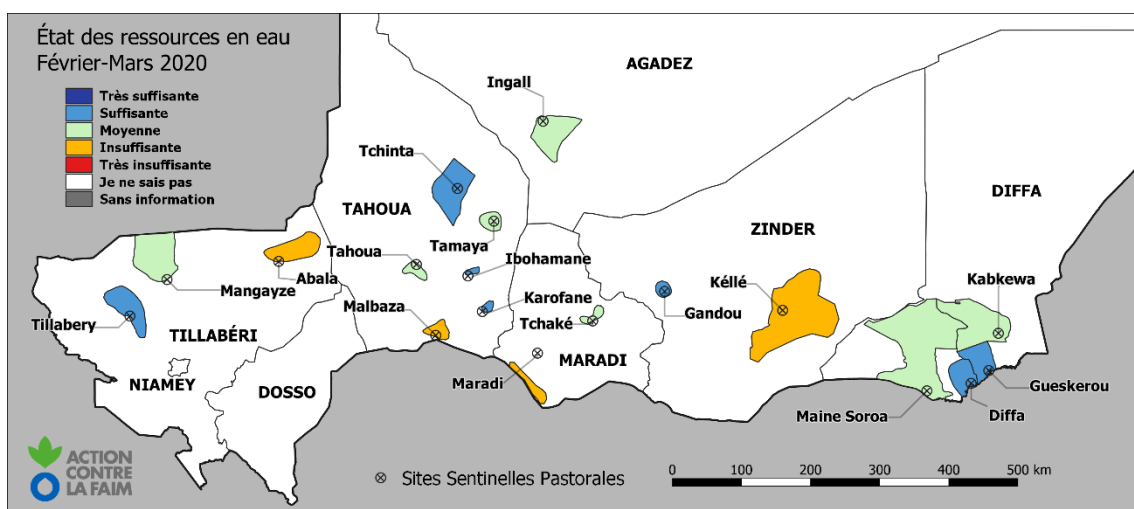 État des ressources en eau
Février-Mars 2020
Très suffisante
Suffisante
Moyenne
Insuffisante
Très insuffisante
Je ne sais pas
Sans information
AGADEZ
Ingall
Tchinta
TAHOUA
DIFFA
ZINDER
Tamaya
Tahoua
Ibohamane
Abala
Kéllé
Kabkewa
Mangayze
Malbaza
Karofane
Gandou
Tillabery
TILLABÉRI
Tchaké
MARADI
Maradi
NIAMEY
DOSSO
Gueskerou
Maine Soroa
Diffa
ACTION
CONTRE
LA FAIM
Sites Sentinelles Pastorales
0 100 200 300 400 500 km